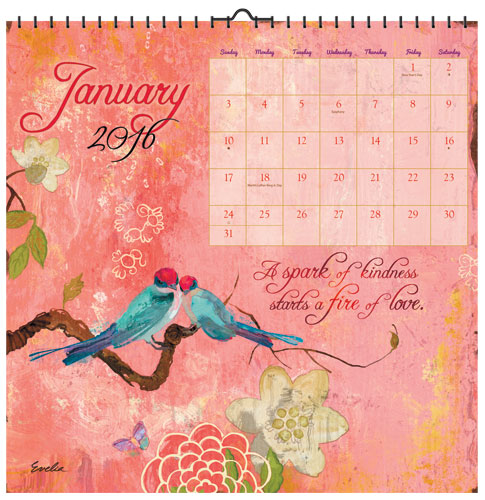 January
2016
Sunday Monday Tuesday Wednesday Thursday Friday Saturday
1 2
New Year's Day
3 4 5 6 7 8 9
Epiphany
10 11 12 13 14 15 16
17 18 19 20 21 22 23
Martin Luther King Jr. Day
24 25 26 27 28 29 30
31
A spark of kindness
starts a fire of love.
Evelia